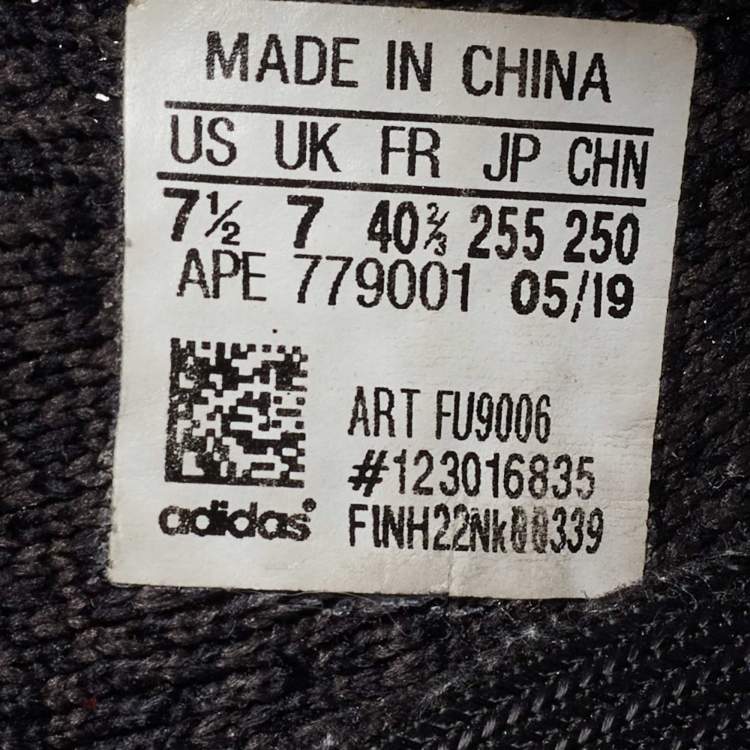 MADE IN CHINA
US UK FR JP CHN
7½ 7 40⅔ 255 250
APE 779001 05/19
ART FU9006
#123016835
adidas®